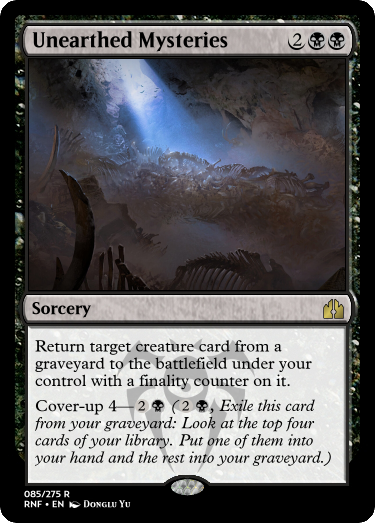 Unearthed Mysteries 2
Sorcery
Return target creature card from a
graveyard to the battlefield under your
control with a finality counter on it.
Cover-up 4—2 ( 2 , Exile this card
from your graveyard: Look at the top four
cards of your library. Put one of them into
your hand and the rest into your graveyard.)
085/275 R
RNF • EN Donglu Yu